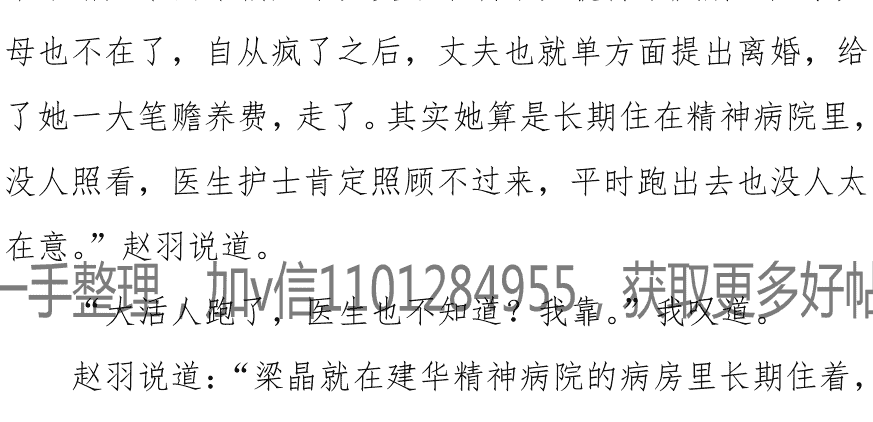 母也不在了，自从疯了之后，丈夫也就单方面提出离婚，给
了她一大笔赡养费，走了。其实她算是长期住在精神病院里，
没人照看，医生护士肯定照顾不过来，平时跑出去也没人太
在意。”赵羽说道。
一手整理，加v信1101284955，获取更多好帖
“大活人跑了，医生也不知道？我靠。”我又道。
赵羽说道：“梁晶就在建华精神病院的病房里长期住着，